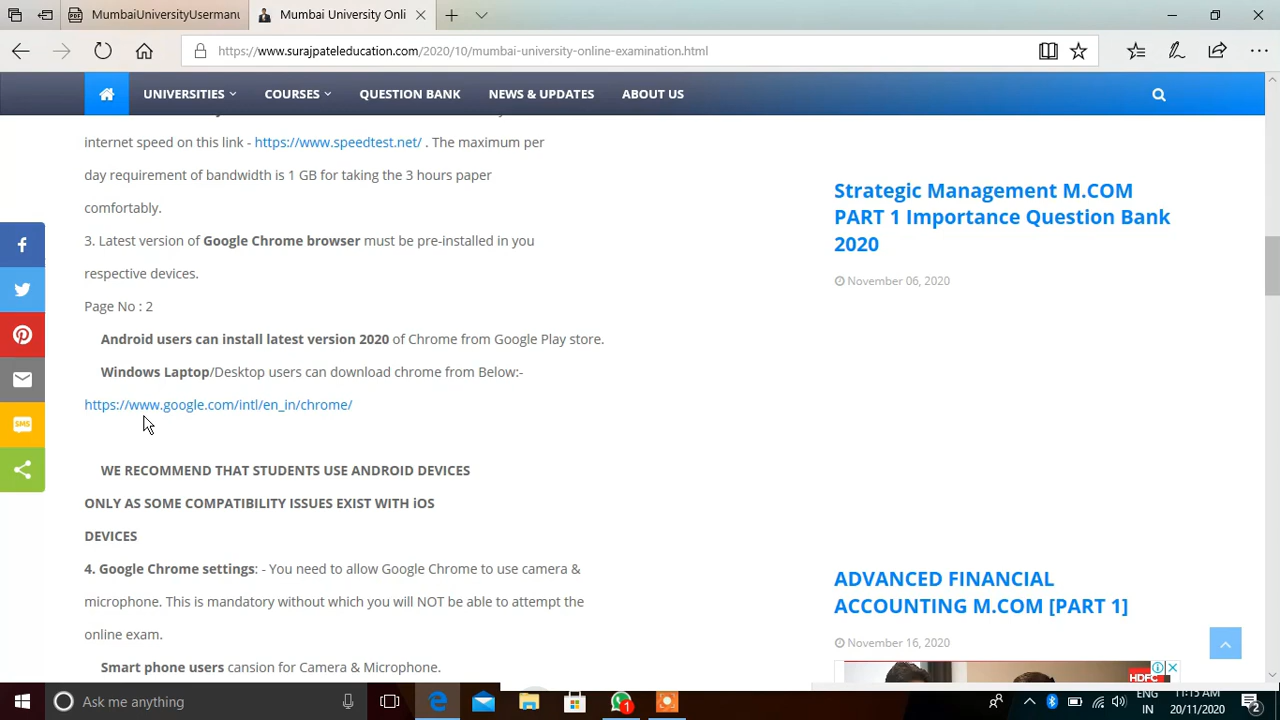 MumbaiUniversityUserman
Mumbai University Onli
https://www.surajpateleducation.com/2020/10/mumbai-university-online-examination.html
UNIVERSITIES
COURSES
QUESTION BANK
NEWS & UPDATES
ABOUT US
internet speed on this link - https://www.speedtest.net/ . The maximum per
day requirement of bandwidth is 1 GB for taking the 3 hours paper
comfortably.
3. Latest version of Google Chrome browser must be pre-installed in you
respective devices.
Page No : 2
Android users can install latest version 2020 of Chrome from Google Play store.
Windows Laptop/Desktop users can download chrome from Below:-
https://www.google.com/intl/en_in/chrome/
WE RECOMMEND THAT STUDENTS USE ANDROID DEVICES
ONLY AS SOME COMPATIBILITY ISSUES EXIST WITH iOS
DEVICES
4. Google Chrome settings: - You need to allow Google Chrome to use camera &
microphone. This is mandatory without which you will NOT be able to attempt the
online exam.
Smart phone users cansion for Camera & Microphone.
SMS
Strategic Management M.COM
PART 1 Importance Question Bank
2020
November 06, 2020
ADVANCED FINANCIAL
ACCOUNTING M.COM [PART 1]
November 16, 2020
HDFC
Ask me anything
1
ENG
IN
11:15 AM
20/11/2020
2